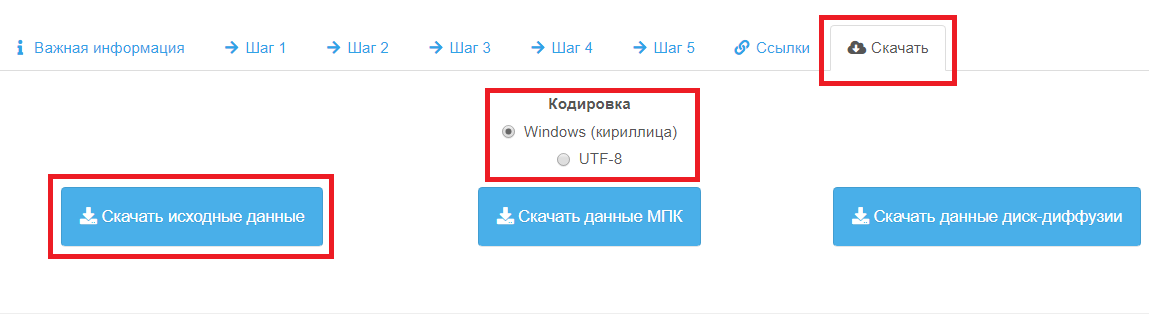 Важная информация Шаг 1 Шаг 2 Шаг 3 Шаг 4 Шаг 5 Ссылки Скачать
Кодировка
Windows (кириллица)
UTF-8
Скачать исходные данные Скачать данные МПК Скачать данные диск-диффузии